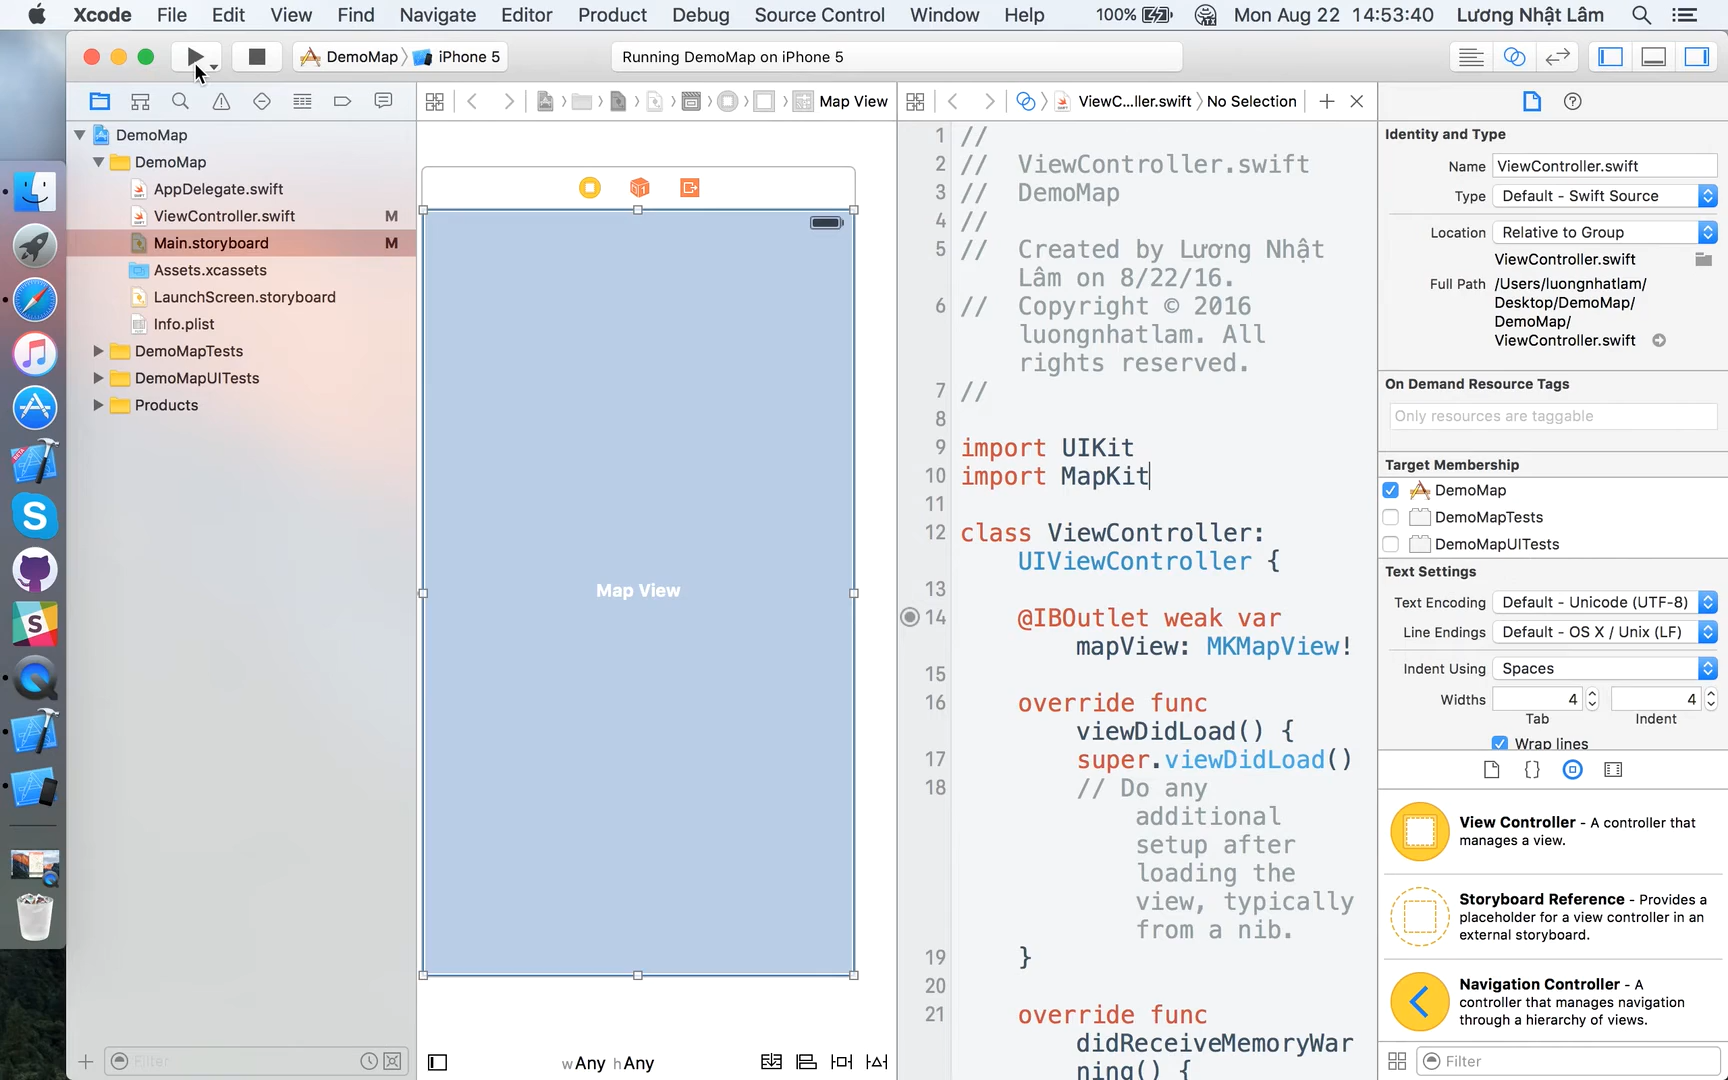 Xcode File Edit View Find Navigate Editor Product Debug Source Control Window Help 100% Mon Aug 22 14:53:40 Lương Nhật Lâm
DemoMap iPhone 5 Running DemoMap on iPhone 5
Map View ViewC...ller.swift No Selection
DemoMap
DemoMap
AppDelegate.swift
ViewController.swift M
Main.storyboard M
Assets.xcassets
LaunchScreen.storyboard
Info.plist
DemoMapTests
DemoMapUITests
Products
Filter
Map View
wAny hAny
1 //
2 // ViewController.swift
3 // DemoMap
4 //
5 // Created by Lương Nhật
Lâm on 8/22/16.
6 // Copyright © 2016
luongnhatlam. All
rights reserved.
7 //
8
9 import UIKit
10 import MapKit
11
12 class ViewController:
UIViewController {
13
14 @IBOutlet weak var
mapView: MKMapView!
15
16 override func
viewDidLoad() {
17 super.viewDidLoad()
18 // Do any
additional
setup after
loading the
view, typically
from a nib.
19 }
20
21 override func
didReceiveMemoryWar
ning() {
Identity and Type
Name ViewController.swift
Type Default - Swift Source
Location Relative to Group
ViewController.swift
Full Path /Users/luongnhatlam/
Desktop/DemoMap/
DemoMap/
ViewController.swift
On Demand Resource Tags
Only resources are taggable
Target Membership
DemoMap
DemoMapTests
DemoMapUITests
Text Settings
Text Encoding Default - Unicode (UTF-8)
Line Endings Default - OS X / Unix (LF)
Indent Using Spaces
Widths 4 4
Tab Indent
Wrap lines
View Controller - A controller that
manages a view.
Storyboard Reference - Provides a
placeholder for a view controller in an
external storyboard.
Navigation Controller - A
controller that manages navigation
through a hierarchy of views.
Filter